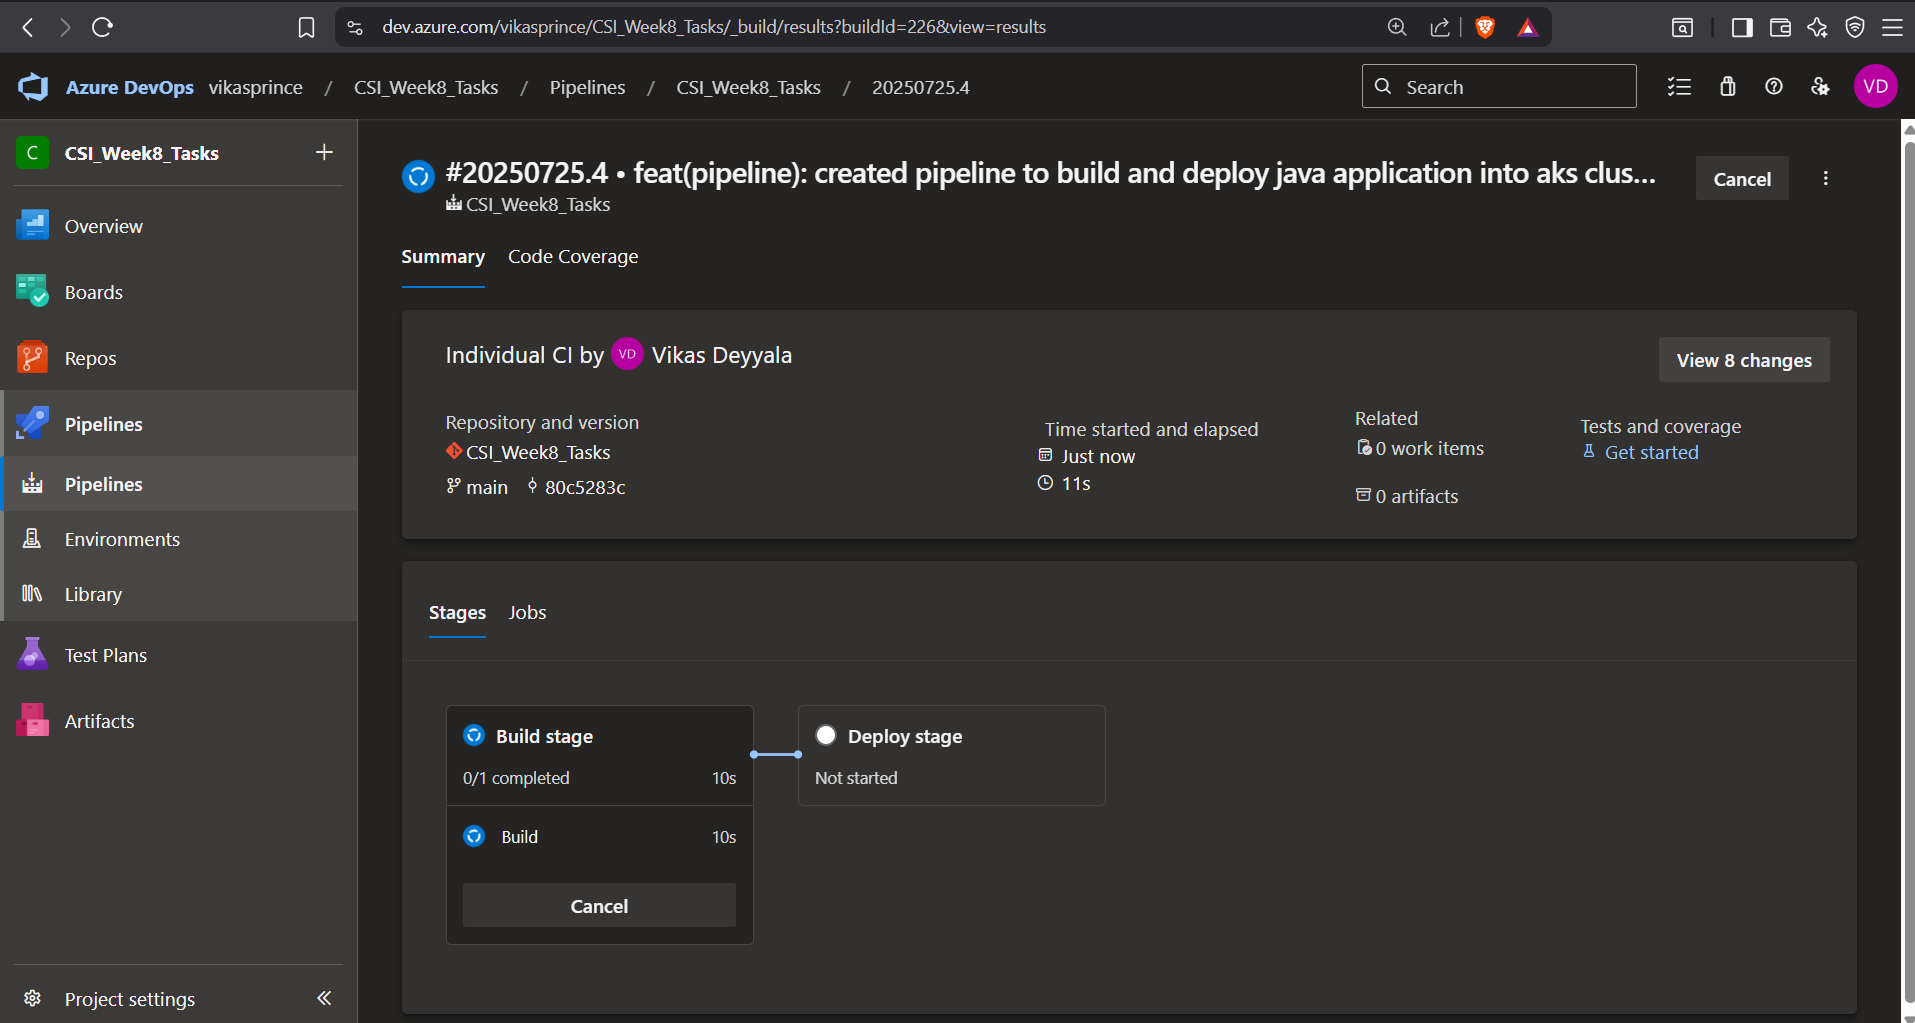 dev.azure.com/vikasprince/CSI_Week8_Tasks/_build/results?buildId=226&view=results
Azure DevOps vikasprince / CSI_Week8_Tasks / Pipelines / CSI_Week8_Tasks / 20250725.4
Search
VD
C CSI_Week8_Tasks +
Overview
Boards
Repos
Pipelines
Pipelines
Environments
Library
Test Plans
Artifacts
Project settings
#20250725.4 • feat(pipeline): created pipeline to build and deploy java application into aks clus...
CSI_Week8_Tasks
Cancel
Summary Code Coverage
Individual CI by VD Vikas Deyyala
View 8 changes
Repository and version
CSI_Week8_Tasks
main 80c5283c
Time started and elapsed
Just now
11s
Related
0 work items
0 artifacts
Tests and coverage
Get started
Stages Jobs
Build stage
0/1 completed 10s
Build 10s
Cancel
Deploy stage
Not started